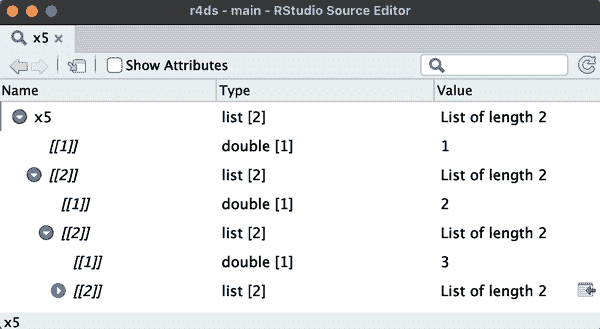 r4ds - main - RStudio Source Editor
x5
Show Attributes
Name Type Value
x5 list [2] List of length 2
[[1]] double [1] 1
[[2]] list [2] List of length 2
[[1]] double [1] 2
[[2]] list [2] List of length 2
[[1]] double [1] 3
[[2]] list [2] List of length 2
x5